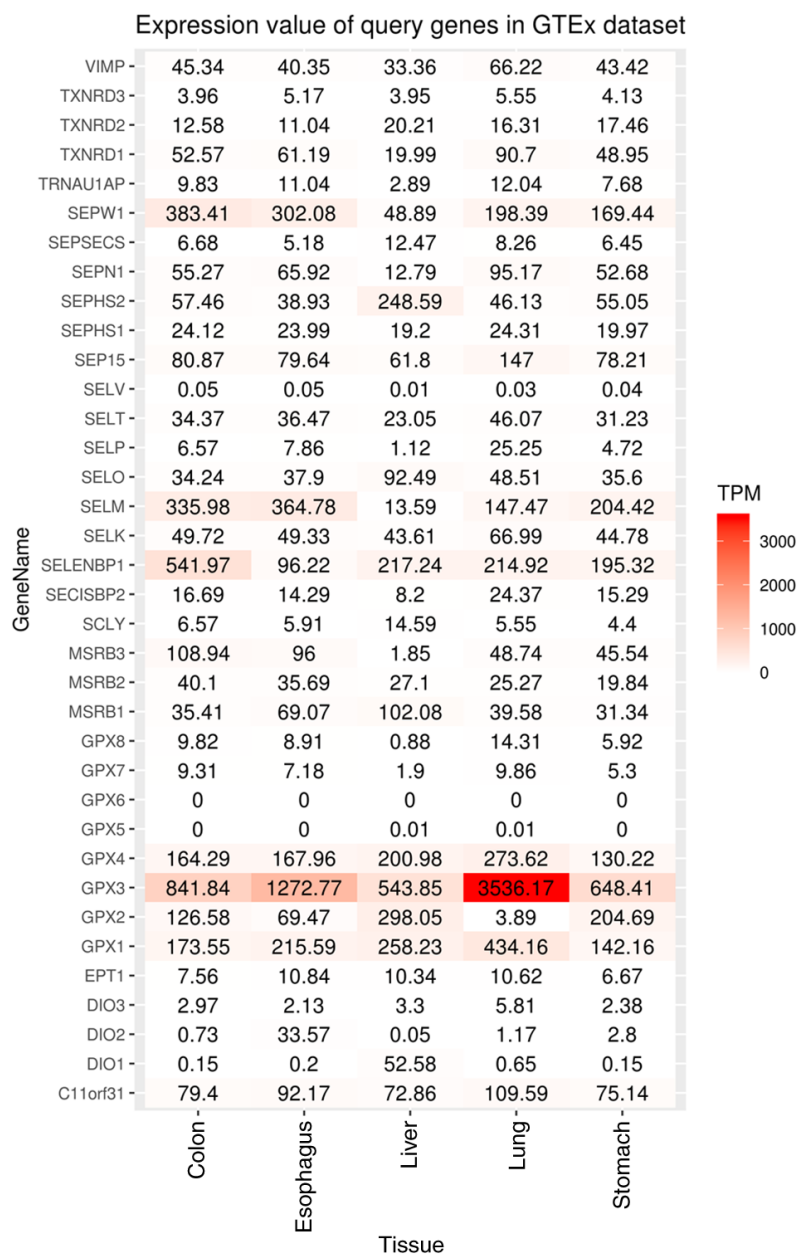 Expression value of query genes in GTEx dataset
VIMP 45.34 40.35 33.36 66.22 43.42
TXNRD3 3.96 5.17 3.95 5.55 4.13
TXNRD2 12.58 11.04 20.21 16.31 17.46
TXNRD1 52.57 61.19 19.99 90.7 48.95
TRNAU1AP 9.83 11.04 2.89 12.04 7.68
SEPW1 383.41 302.08 48.89 198.39 169.44
SEPSECS 6.68 5.18 12.47 8.26 6.45
SEPN1 55.27 65.92 12.79 95.17 52.68
SEPHS2 57.46 38.93 248.59 46.13 55.05
SEPHS1 24.12 23.99 19.2 24.31 19.97
SEP15 80.87 79.64 61.8 147 78.21
SELV 0.05 0.05 0.01 0.03 0.04
SELT 34.37 36.47 23.05 46.07 31.23
SELP 6.57 7.86 1.12 25.25 4.72
SELO 34.24 37.9 92.49 48.51 35.6
SELM 335.98 364.78 13.59 147.47 204.42
SELK 49.72 49.33 43.61 66.99 44.78
SELENBP1 541.97 96.22 217.24 214.92 195.32
SECISBP2 16.69 14.29 8.2 24.37 15.29
SCLY 6.57 5.91 14.59 5.55 4.4
MSRB3 108.94 96 1.85 48.74 45.54
MSRB2 40.1 35.69 27.1 25.27 19.84
MSRB1 35.41 69.07 102.08 39.58 31.34
GPX8 9.82 8.91 0.88 14.31 5.92
GPX7 9.31 7.18 1.9 9.86 5.3
GPX6 0 0 0 0 0
GPX5 0 0 0.01 0.01 0
GPX4 164.29 167.96 200.98 273.62 130.22
GPX3 841.84 1272.77 543.85 3536.17 648.41
GPX2 126.58 69.47 298.05 3.89 204.69
GPX1 173.55 215.59 258.23 434.16 142.16
EPT1 7.56 10.84 10.34 10.62 6.67
DIO3 2.97 2.13 3.3 5.81 2.38
DIO2 0.73 33.57 0.05 1.17 2.8
DIO1 0.15 0.2 52.58 0.65 0.15
C11orf31 79.4 92.17 72.86 109.59 75.14
Colon Esophagus Liver Lung Stomach
Tissue
GeneName
TPM
3000
2000
1000
0